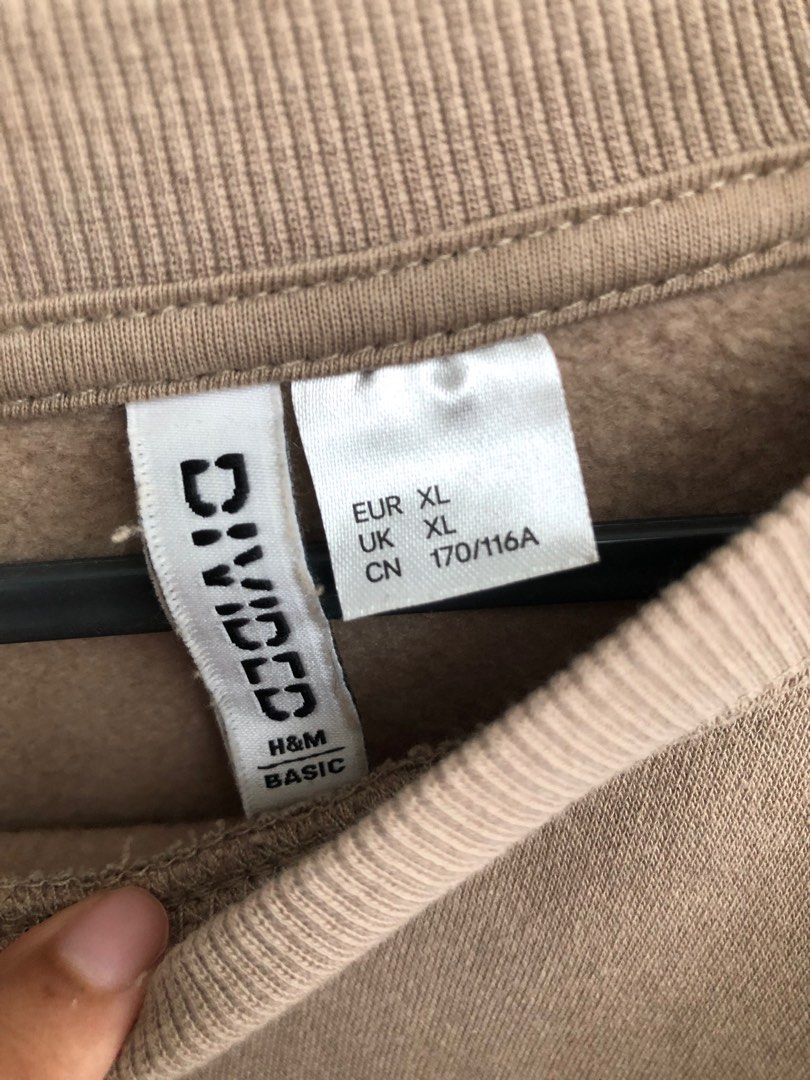 DIVIDED
H&M
BASIC
EUR XL
UK XL
CN 170/116A